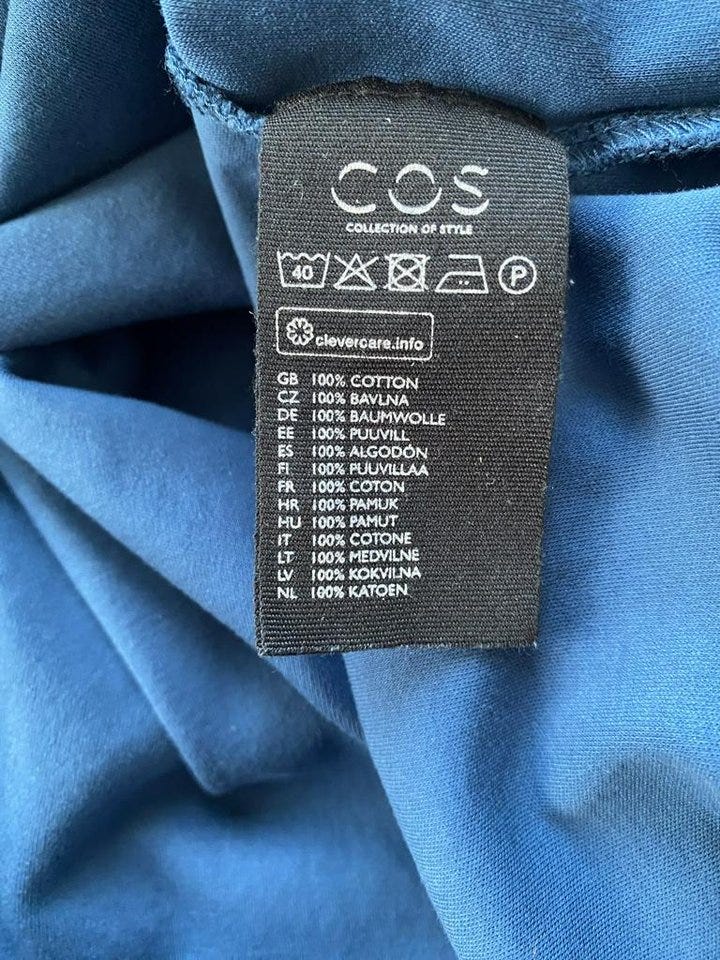 COS
COLLECTION OF STYLE
40 P
clevercare.info
GB 100% COTTON
CZ 100% BAVLNA
DE 100% BAUMWOLLE
EE 100% PUUVILL
ES 100% ALGODÓN
FI 100% PUUVILLAA
FR 100% COTON
HR 100% PAMUK
HU 100% PAMUT
IT 100% COTONE
LT 100% MEDVILNĖ
LV 100% KOKVILNA
NL 100% KATOEN